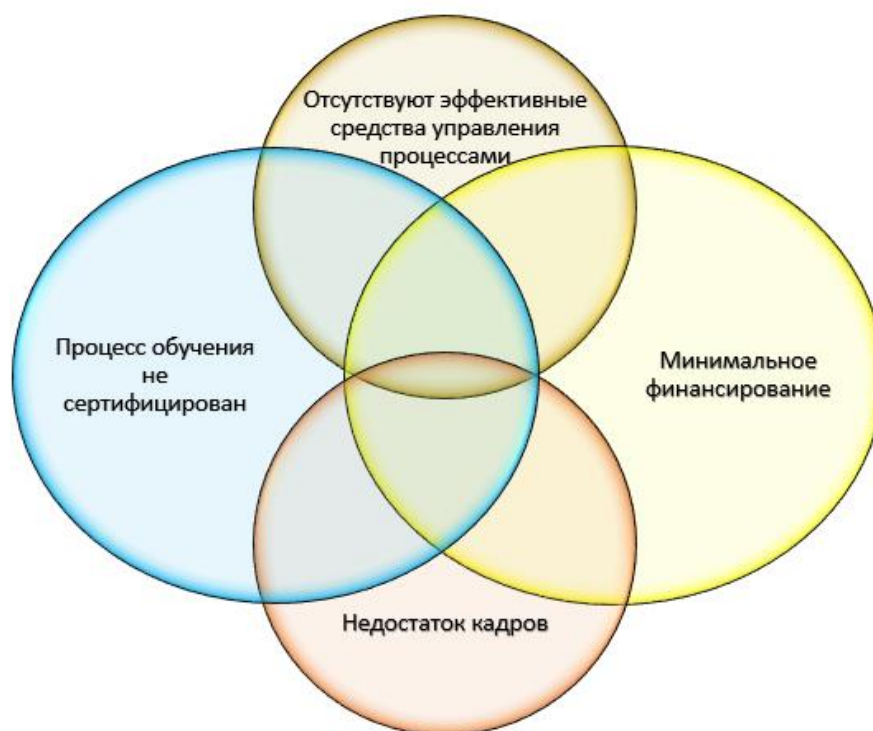 Отсутствуют эффективные
средства управления
процессами
Процесс обучения
не
сертифицирован
Минимальное
финансирование
Недостаток кадров